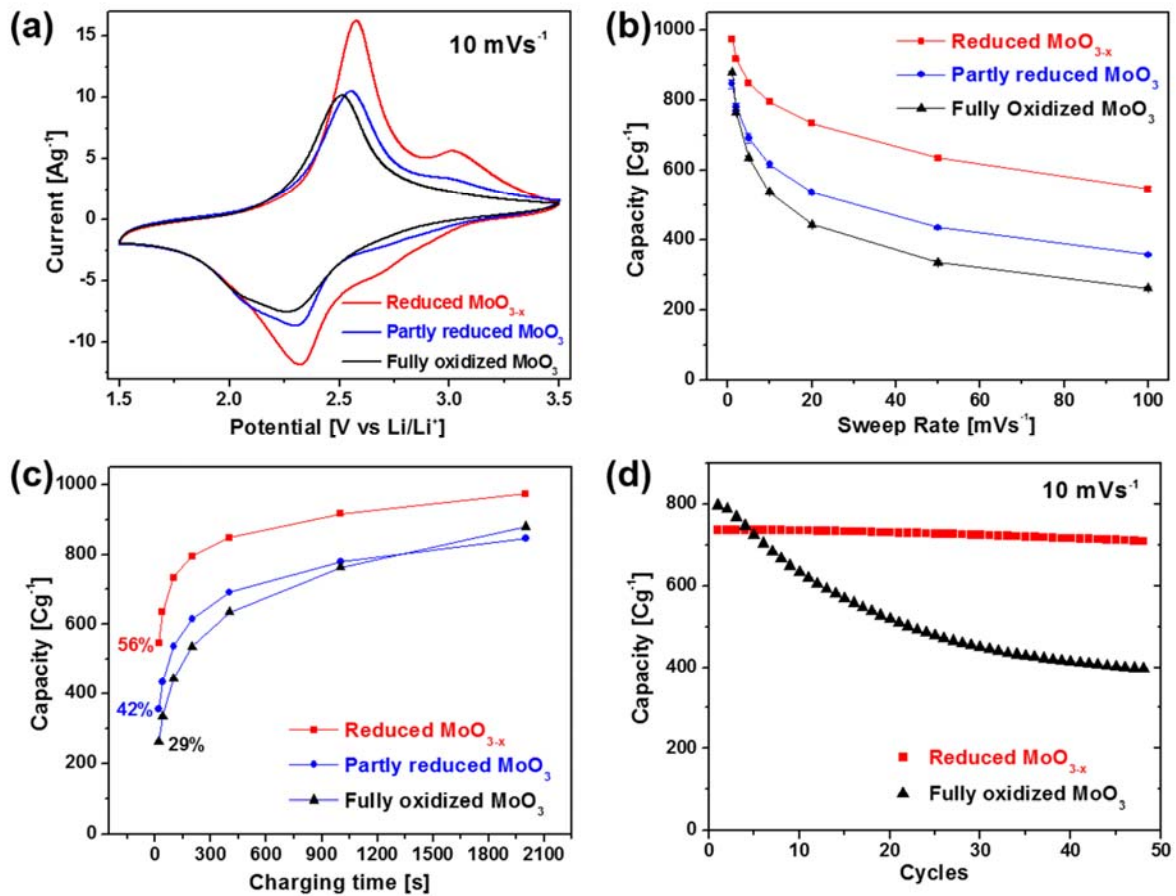 (a)
10 mVs⁻¹
Current [Ag⁻¹]
15
10
5
0
-5
-10
Reduced MoO₃₋ₓ
Partly reduced MoO₃
Fully oxidized MoO₃
1.5 2.0 2.5 3.0 3.5
Potential [V vs Li/Li⁺]
(b)
Capacity [Cg⁻¹]
1000
800
600
400
200
0
Reduced MoO₃₋ₓ
Partly reduced MoO₃
Fully Oxidized MoO₃
0 20 40 60 80 100
Sweep Rate [mVs⁻¹]
(c)
Capacity [Cg⁻¹]
1000
800
600
400
200
0
56%
42%
29%
Reduced MoO₃₋ₓ
Partly reduced MoO₃
Fully oxidized MoO₃
0 300 600 900 1200 1500 1800 2100
Charging time [s]
(d)
10 mVs⁻¹
Capacity [Cg⁻¹]
800
600
400
200
0
Reduced MoO₃₋ₓ
Fully oxidized MoO₃
0 10 20 30 40 50
Cycles